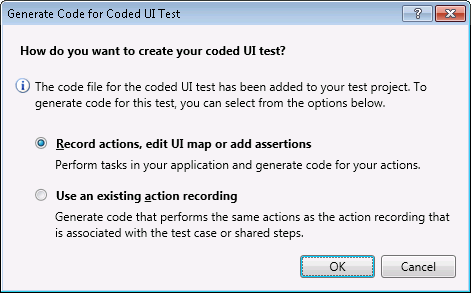 Generate Code for Coded UI Test
How do you want to create your coded UI test?
The code file for the coded UI test has been added to your test project. To
generate code for this test, you can select from the options below.
Record actions, edit UI map or add assertions
Perform tasks in your application and generate code for your actions.
Use an existing action recording
Generate code that performs the same actions as the action recording that
is associated with the test case or shared steps.
OK
Cancel